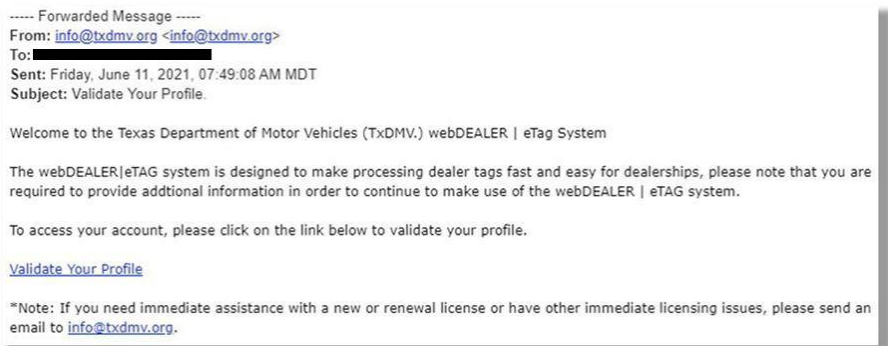 ----- Forwarded Message -----
From: info@txdmv.org <info@txdmv.org>
To:
Sent: Friday, June 11, 2021, 07:49:08 AM MDT
Subject: Validate Your Profile.
Welcome to the Texas Department of Motor Vehicles (TxDMV.) webDEALER | eTag System
The webDEALER|eTAG system is designed to make processing dealer tags fast and easy for dealerships, please note that you are
required to provide addtional information in order to continue to make use of the webDEALER | eTAG system.
To access your account, please click on the link below to validate your profile.
Validate Your Profile
*Note: If you need immediate assistance with a new or renewal license or have other immediate licensing issues, please send an
email to info@txdmv.org.